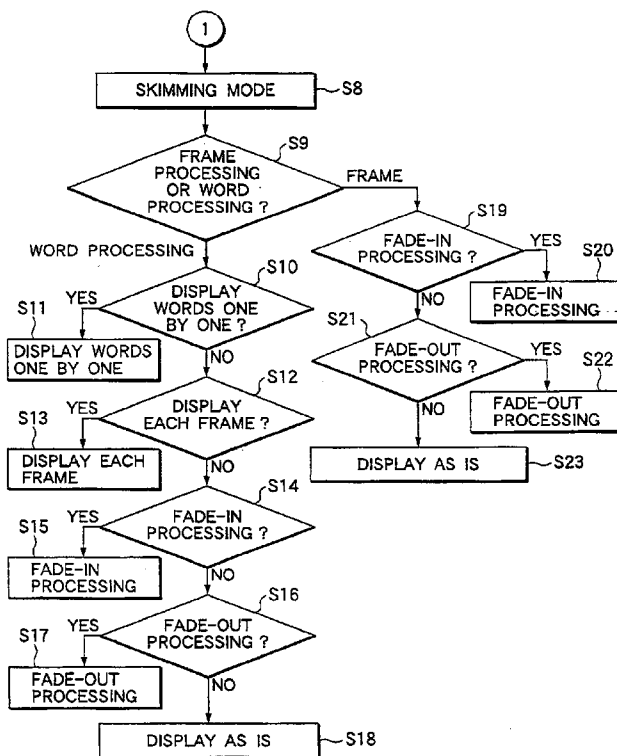 1
SKIMMING MODE
S8
FRAME
PROCESSING
OR WORD
PROCESSING ?
S9
FRAME
WORD PROCESSING
DISPLAY
WORDS ONE
BY ONE ?
S10
YES
NO
S11
DISPLAY WORDS
ONE BY ONE
DISPLAY
EACH FRAME ?
S12
YES
NO
S13
DISPLAY EACH
FRAME
FADE-IN
PROCESSING ?
S14
YES
NO
S15
FADE-IN
PROCESSING
FADE-OUT
PROCESSING ?
S16
YES
NO
S17
FADE-OUT
PROCESSING
DISPLAY AS IS
S18
FADE-IN
PROCESSING ?
S19
YES
NO
S20
FADE-IN
PROCESSING
S21
FADE-OUT
PROCESSING ?
YES
NO
S22
FADE-OUT
PROCESSING
DISPLAY AS IS
S23